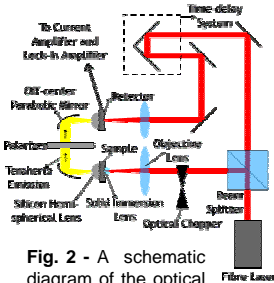 Time-delay
System
To Current
Amplifier and
Lock-In Amplifier
Off-center
Parabolic Mirror
Detector
Polarizer
Sample
Objective
Lens
Terahertz
Emission
Silicon Hemi-
spherical Lens
Solid Immersion
Lens
Optical Chopper
Beam
Splitter
Fibre Laser
Fig. 2 - A schematic
diagram of the optical